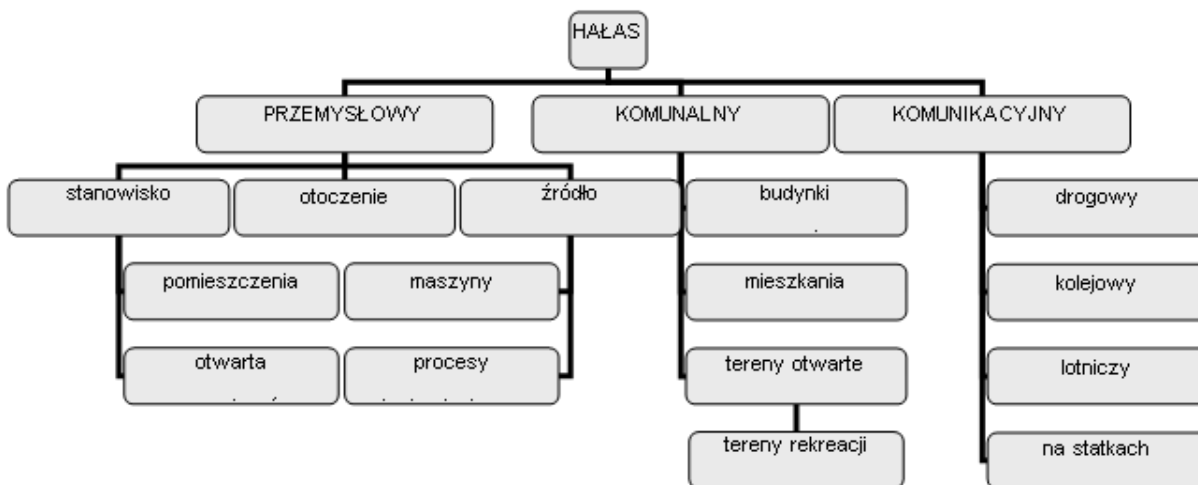 HAŁAS
PRZEMYSŁOWY
KOMUNALNY
KOMUNIKACYJNY
stanowisko
otoczenie
źródło
budynki
drogowy
pomieszczenia
maszyny
mieszkania
kolejowy
otwarta
procesy
tereny otwarte
lotniczy
tereny rekreacji
na statkach